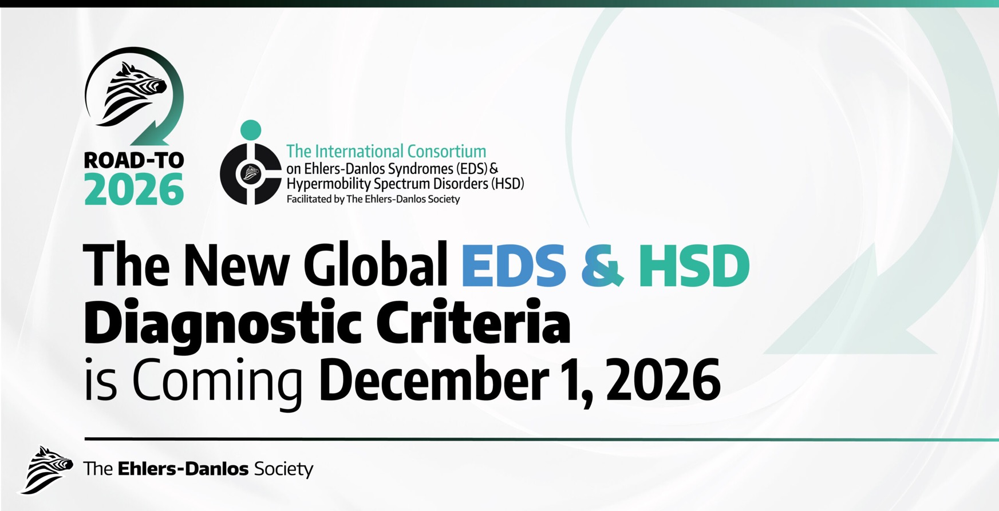 ROAD-TO
2026
The International Consortium
on Ehlers-Danlos Syndromes (EDS) &
Hypermobility Spectrum Disorders (HSD)
Facilitated by The Ehlers-Danlos Society
The New Global EDS & HSD
Diagnostic Criteria
is Coming December 1, 2026
The Ehlers-Danlos Society